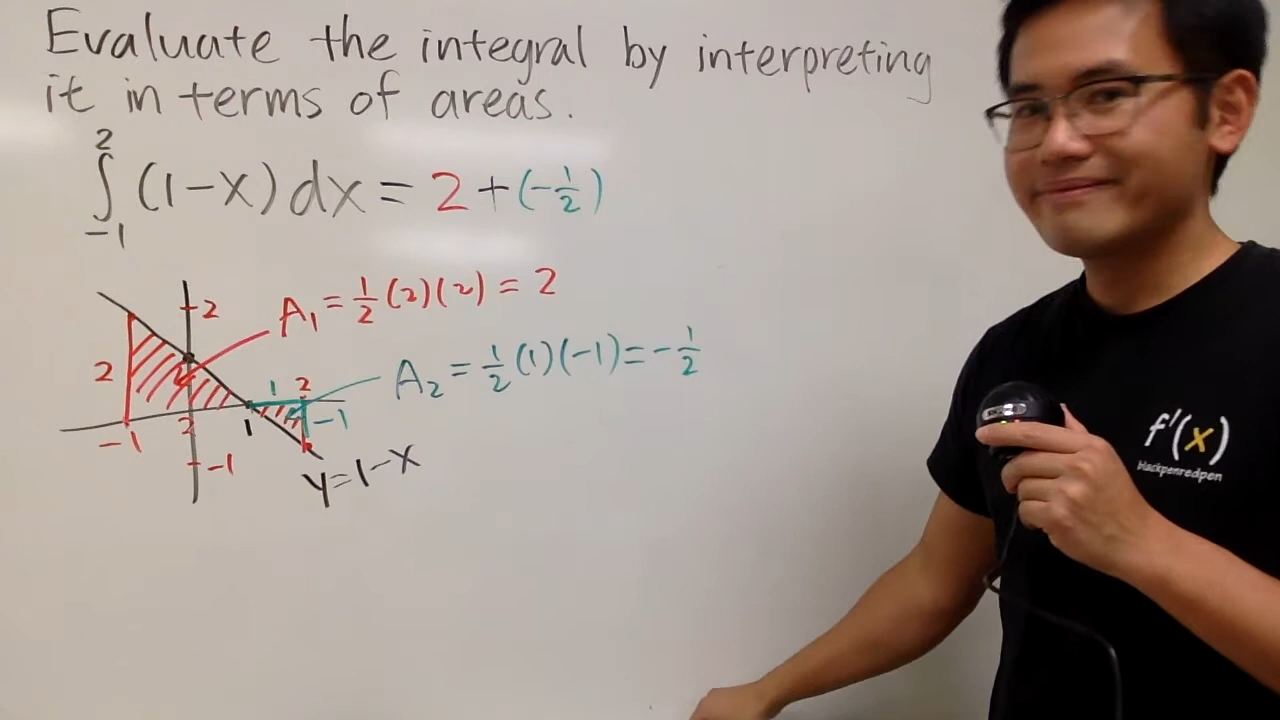 Evaluate the integral by interpreting
it in terms of areas.
∫₋₁² (1-x) dx = 2 + (-1/2)
2
A₁ = 1/2 (2)(2) = 2
2
A₂ = 1/2 (1)(-1) = -1/2
1 2
-1
-1
2
1
-1
y=1-x
f'(x)
blackpenredpen